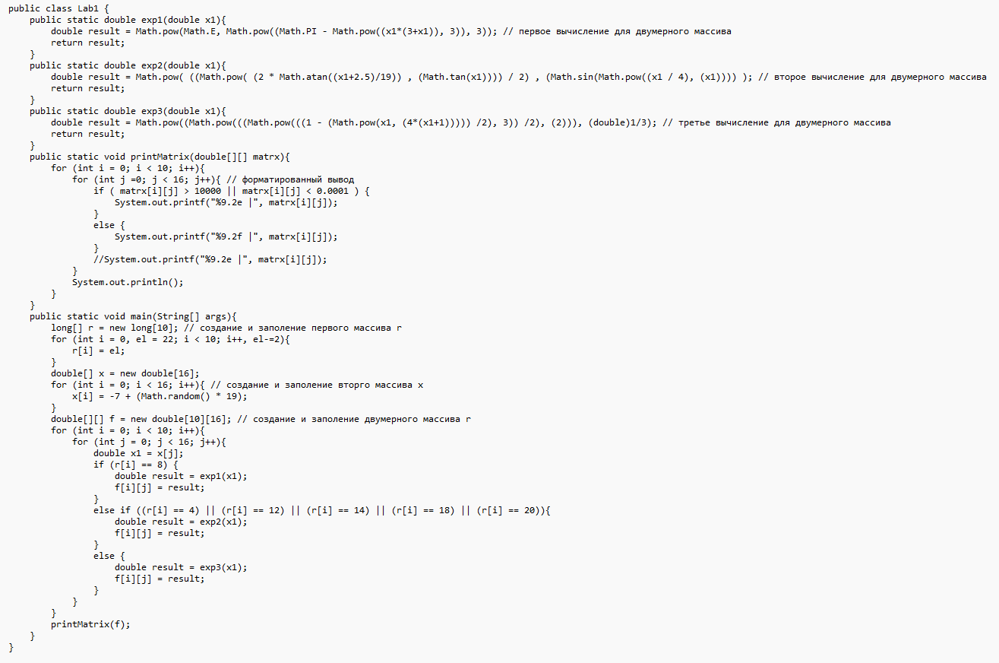 public class Lab1 {
    public static double exp1(double x1){
        double result = Math.pow(Math.E, Math.pow((Math.PI - Math.pow((x1*(3+x1)), 3)), 3)); // первое вычисление для двумерного массива
        return result;
    }
    public static double exp2(double x1){
        double result = Math.pow( ((Math.pow( (2 * Math.atan((x1+2.5)/19)) , (Math.tan(x1)))) / 2) , (Math.sin(Math.pow((x1 / 4), (x1)))) ); // второе вычисление для двумерного массива
        return result;
    }
    public static double exp3(double x1){
        double result = Math.pow((Math.pow(((Math.pow(((1 - (Math.pow(x1, (4*(x1+1))))) /2), 3)) /2), (2))), (double)1/3); // третье вычисление для двумерного массива
        return result;
    }
    public static void printMatrix(double[][] matrx){
        for (int i = 0; i < 10; i++){
            for (int j =0; j < 16; j++){ // форматированный вывод
                if ( matrx[i][j] > 10000 || matrx[i][j] < 0.0001 ) {
                    System.out.printf("%9.2e |", matrx[i][j]);
                }
                else {
                    System.out.printf("%9.2f |", matrx[i][j]);
                }
                //System.out.printf("%9.2e |", matrx[i][j]);
            }
            System.out.println();
        }
    }
    public static void main(String[] args){
        long[] r = new long[10]; // создание и заполение первого массива r
        for (int i = 0, el = 22; i < 10; i++, el-=2){
            r[i] = el;
        }
        double[] x = new double[16];
        for (int i = 0; i < 16; i++){ // создание и заполение вторго массива x
            x[i] = -7 + (Math.random() * 19);
        }
        double[][] f = new double[10][16]; // создание и заполение двумерного массива r
        for (int i = 0; i < 10; i++){
            for (int j = 0; j < 16; j++){
                double x1 = x[j];
                if (r[i] == 8) {
                    double result = exp1(x1);
                    f[i][j] = result;
                }
                else if ((r[i] == 4) || (r[i] == 12) || (r[i] == 14) || (r[i] == 18) || (r[i] == 20)){
                    double result = exp2(x1);
                    f[i][j] = result;
                }
                else {
                    double result = exp3(x1);
                    f[i][j] = result;
                }
            }
        }
        printMatrix(f);
    }
}